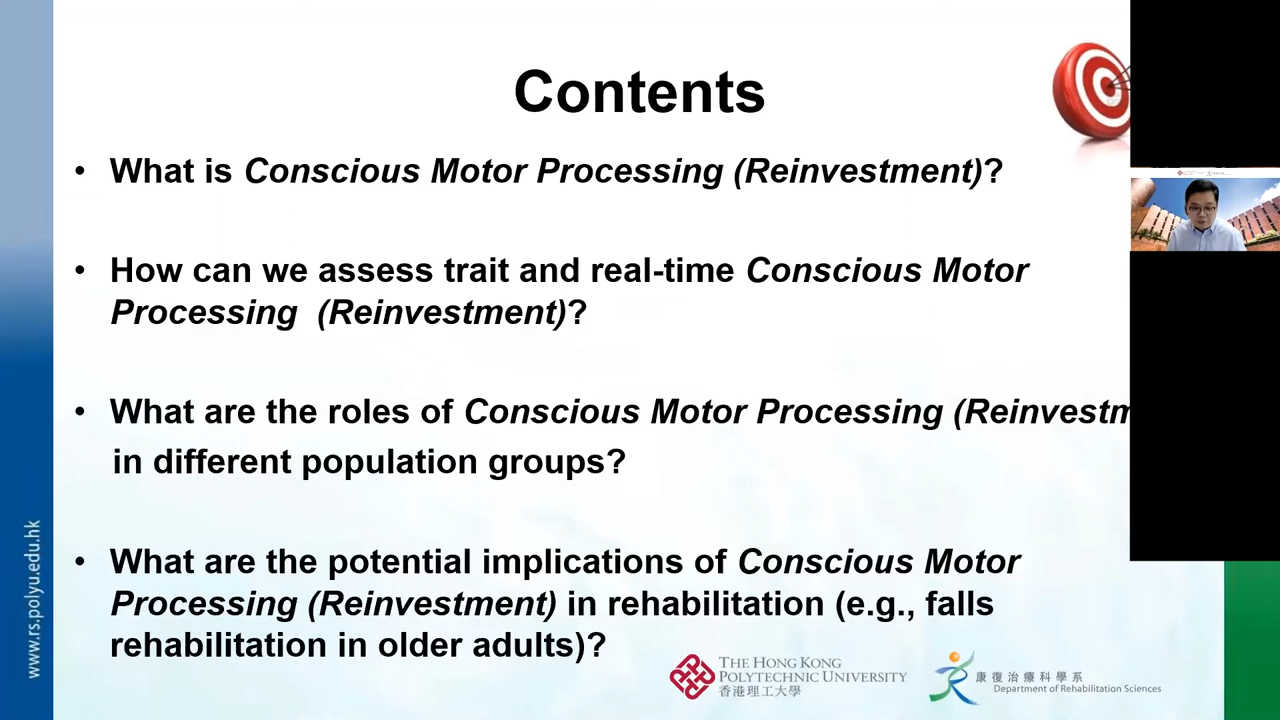 Contents
• What is Conscious Motor Processing (Reinvestment)?
• How can we assess trait and real-time Conscious Motor
Processing (Reinvestment)?
• What are the roles of Conscious Motor Processing (Reinvestm
in different population groups?
• What are the potential implications of Conscious Motor
Processing (Reinvestment) in rehabilitation (e.g., falls
rehabilitation in older adults)?
www.rs.polyu.edu.hk
THE HONG KONG
POLYTECHNIC UNIVERSITY
香港理工大學
康復治療科學系
Department of Rehabilitation Sciences